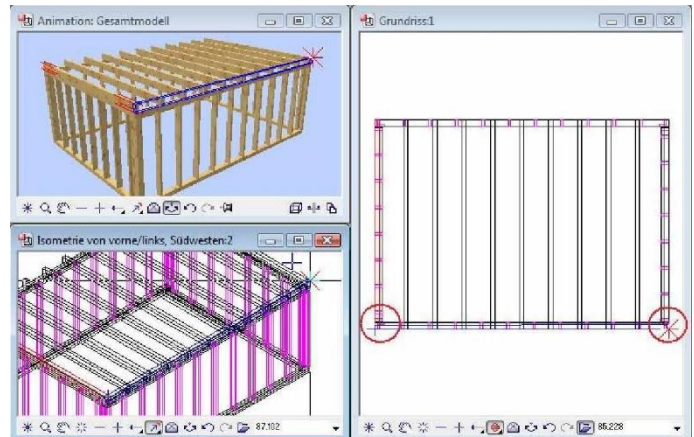 Animation: Gesamtmodell
Grundriss:1
Isometrie von vorne/links, Südwesten:2
87,102
85,228